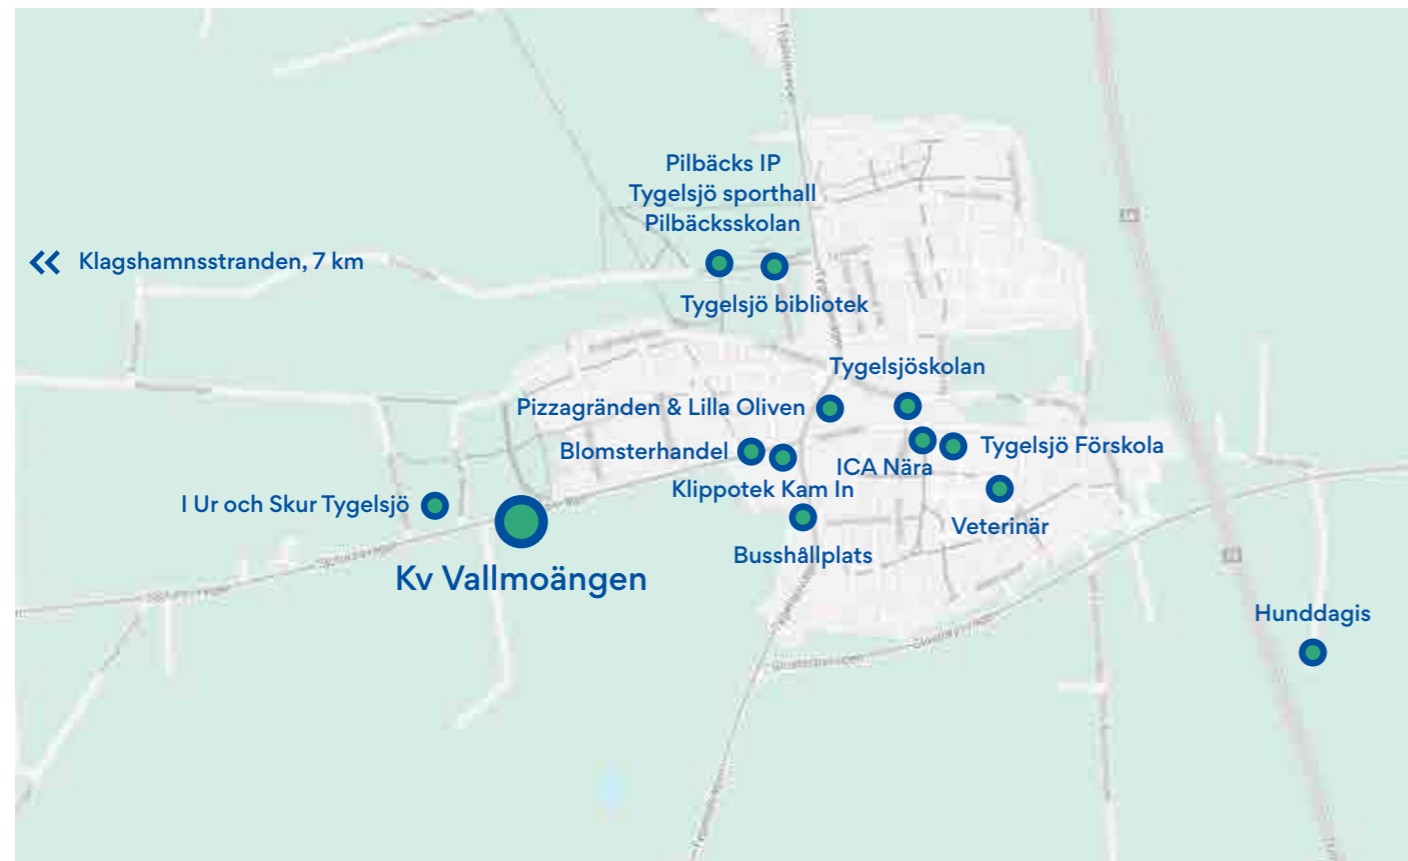 Pilbäcks IP
Tygelsjö sporthall
Pilbäcksskolan
Klagshamnsstranden, 7 km
Tygelsjö bibliotek
Tygelsjöskolan
Pizzagränden & Lilla Oliven
Blomsterhandel
Tygelsjö Förskola
ICA Nära
Klippotek Kam In
I Ur och Skur Tygelsjö
Veterinär
Busshållplats
Kv Vallmoängen
Hunddagis